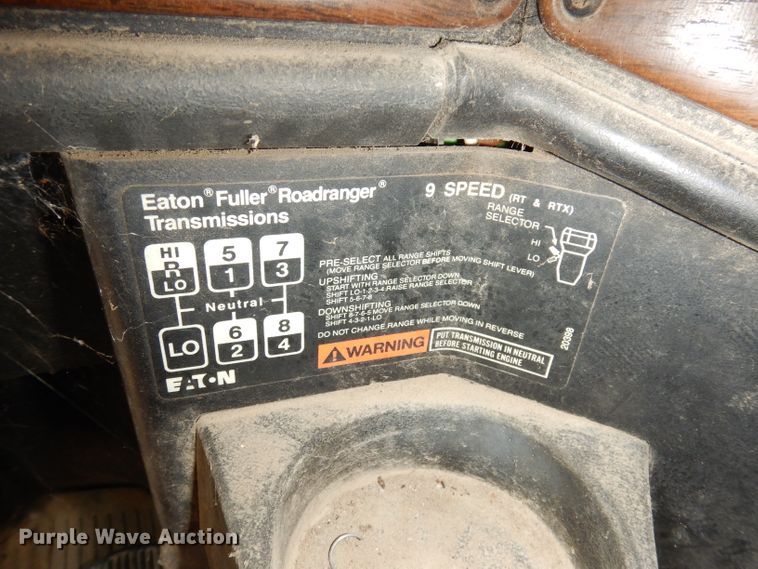 Eaton® Fuller® Roadranger® 9 SPEED (RT & RTX)
Transmissions
RANGE
SELECTOR
HI
LO
HI 5 7
R 1 3
LO
Neutral
LO 6 8
2 4
PRE-SELECT ALL RANGE SHIFTS
(MOVE RANGE SELECTOR BEFORE MOVING SHIFT LEVER)
UPSHIFTING
START WITH RANGE SELECTOR DOWN
SHIFT LO-1-2-3-4 RAISE RANGE SELECTOR
SHIFT 5-6-7-8
DOWNSHIFTING
SHIFT 8-7-6-5 MOVE RANGE SELECTOR DOWN
SHIFT 4-3-2-1-LO
DO NOT CHANGE RANGE WHILE MOVING IN REVERSE
WARNING
PUT TRANSMISSION IN NEUTRAL
BEFORE STARTING ENGINE
20398
EATON
Purple Wave Auction®